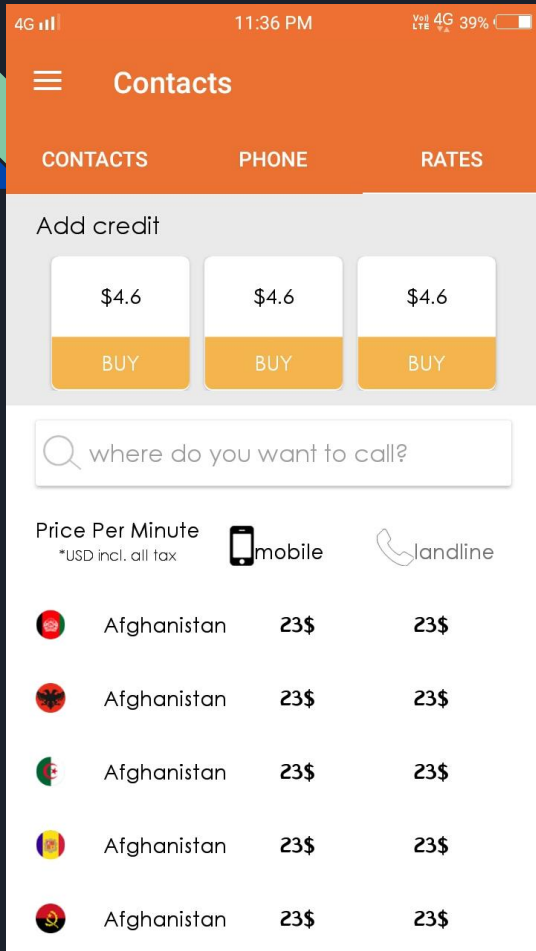 4G 11:36 PM VoLTE 4G 39%
Contacts
CONTACTS PHONE RATES
Add credit
$4.6 $4.6 $4.6
BUY BUY BUY
where do you want to call?
Price Per Minute mobile landline
*USD incl. all tax
Afghanistan 23$ 23$
Afghanistan 23$ 23$
Afghanistan 23$ 23$
Afghanistan 23$ 23$
Afghanistan 23$ 23$